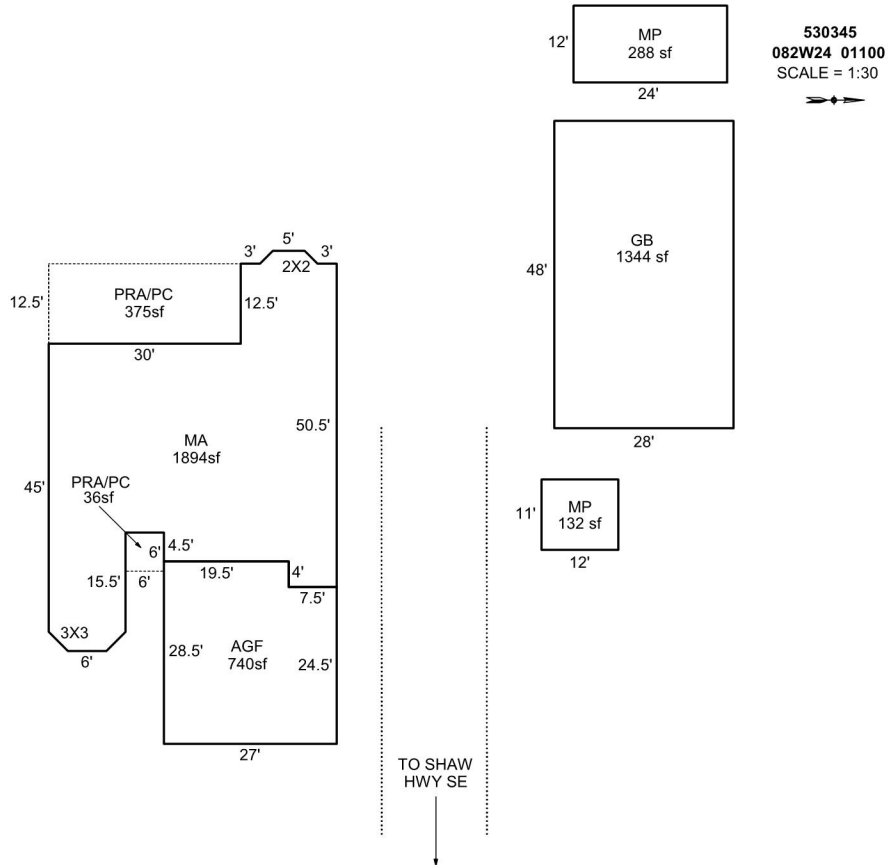 530345
082W24 01100
SCALE = 1:30
12'
MP
288 sf
24'
48'
GB
1344 sf
28'
11'
MP
132 sf
12'
5'
3'
3'
2X2
12.5'
PRA/PC
375sf
12.5'
30'
50.5'
MA
1894sf
45'
PRA/PC
36sf
6'
4.5'
15.5'
6'
19.5'
4'
7.5'
3X3
6'
28.5'
AGF
740sf
24.5'
27'
TO SHAW
HWY SE